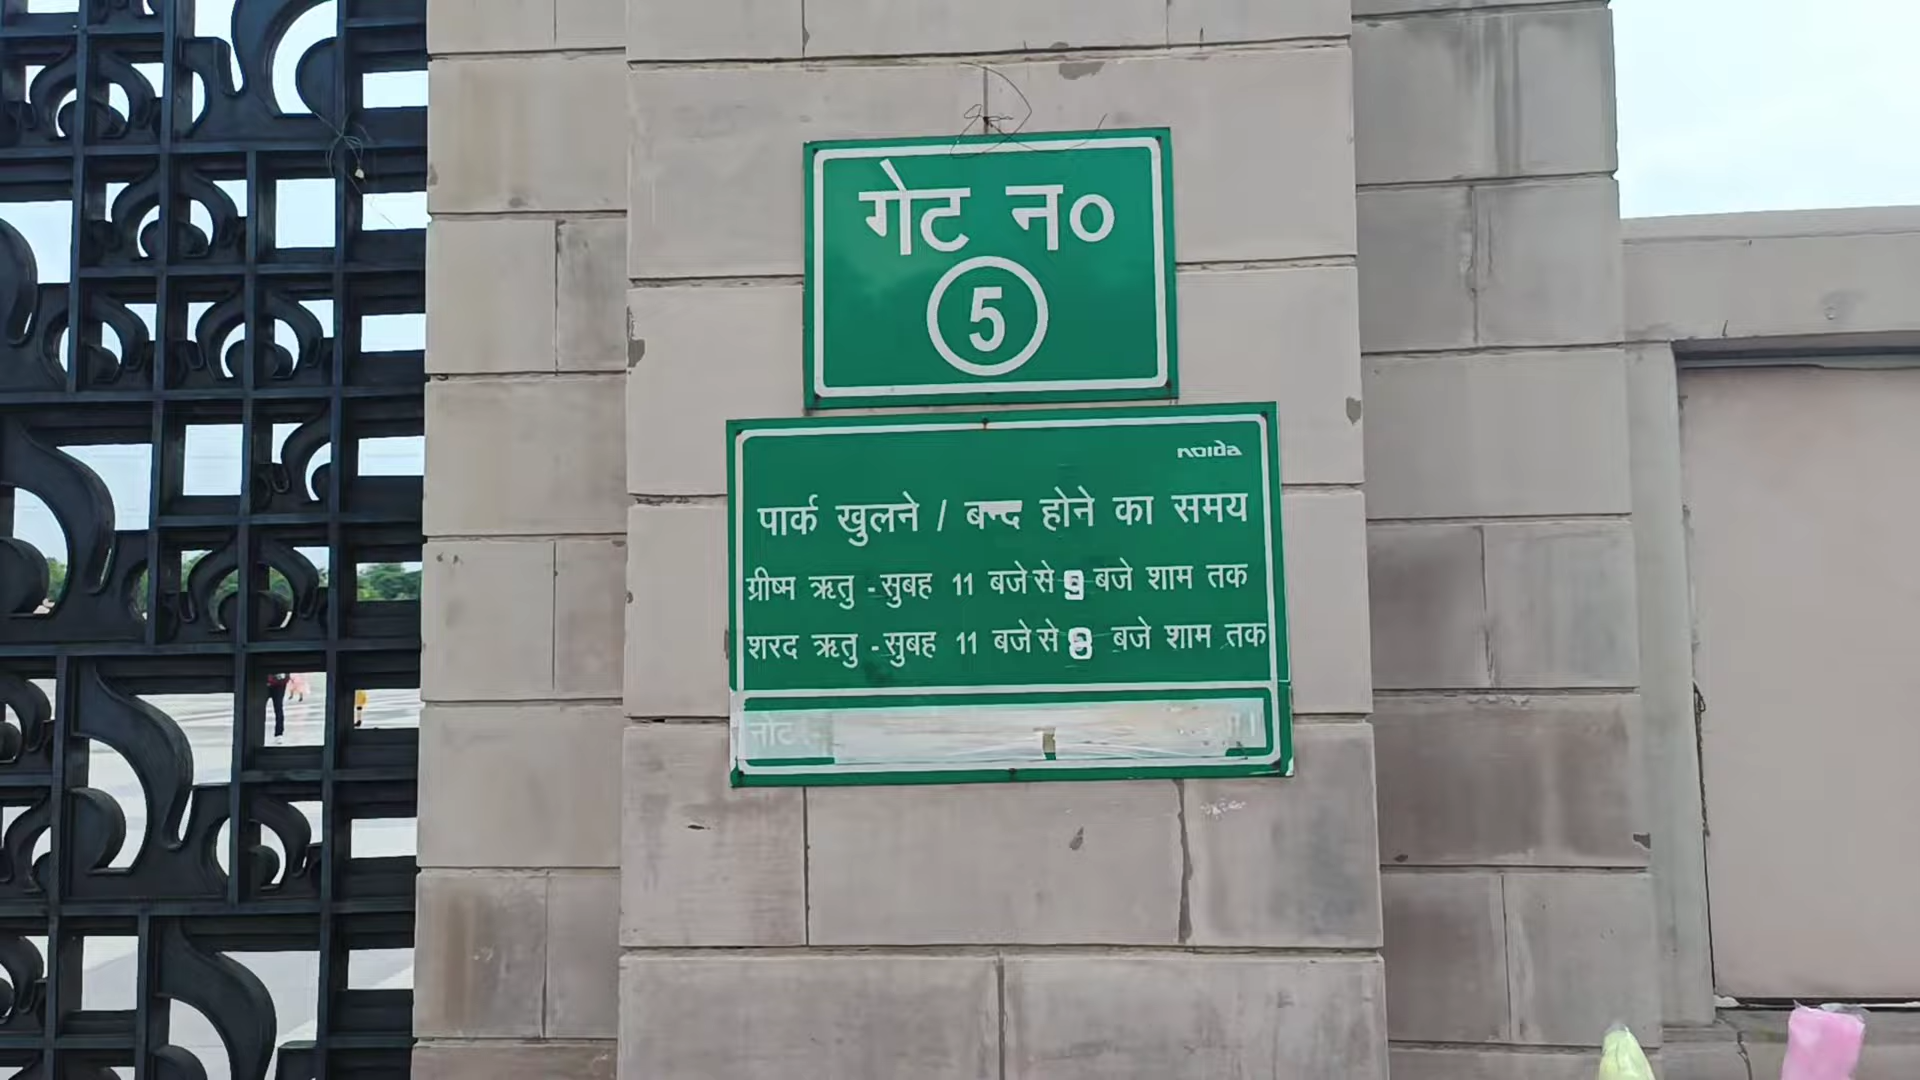 गेट न०
5
noida
पार्क खुलने / बन्द होने का समय
ग्रीष्म ऋतु - सुबह 11 बजे से 9 बजे शाम तक
शरद ऋतु - सुबह 11 बजे से 8 बजे शाम तक
नोट